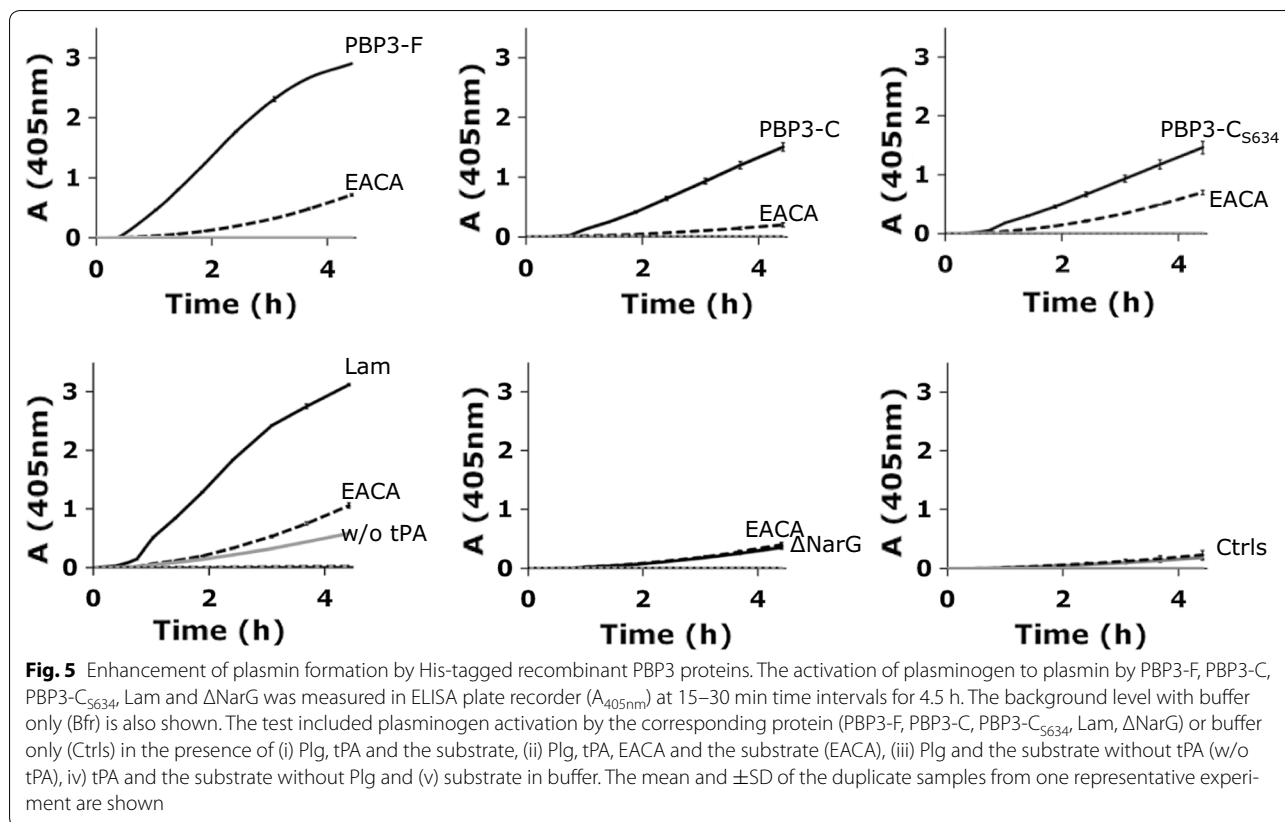 A (405nm)
3
2
1
0
PBP3-F
EACA
0 2 4
Time (h)
A (405nm)
3
2
1
0
PBP3-C
EACA
0 2 4
Time (h)
A (405nm)
3
2
1
0
PBP3-C_S634
EACA
0 2 4
Time (h)
A (405nm)
3
2
1
0
Lam
EACA
w/o tPA
0 2 4
Time (h)
A (405nm)
3
2
1
0
EACA
ΔNarG
0 2 4
Time (h)
A (405nm)
3
2
1
0
Ctrls
0 2 4
Time (h)
Fig. 5 Enhancement of plasmin formation by His-tagged recombinant PBP3 proteins. The activation of plasminogen to plasmin by PBP3-F, PBP3-C,
PBP3-C_S634, Lam and ΔNarG was measured in ELISA plate recorder (A_405nm) at 15–30 min time intervals for 4.5 h. The background level with buffer
only (Bfr) is also shown. The test included plasminogen activation by the corresponding protein (PBP3-F, PBP3-C, PBP3-C_S634, Lam, ΔNarG) or buffer
only (Ctrls) in the presence of (i) Plg, tPA and the substrate, (ii) Plg, tPA, EACA and the substrate (EACA), (iii) Plg and the substrate without tPA (w/o
tPA), iv) tPA and the substrate without Plg and (v) substrate in buffer. The mean and ±SD of the duplicate samples from one representative experi-
ment are shown